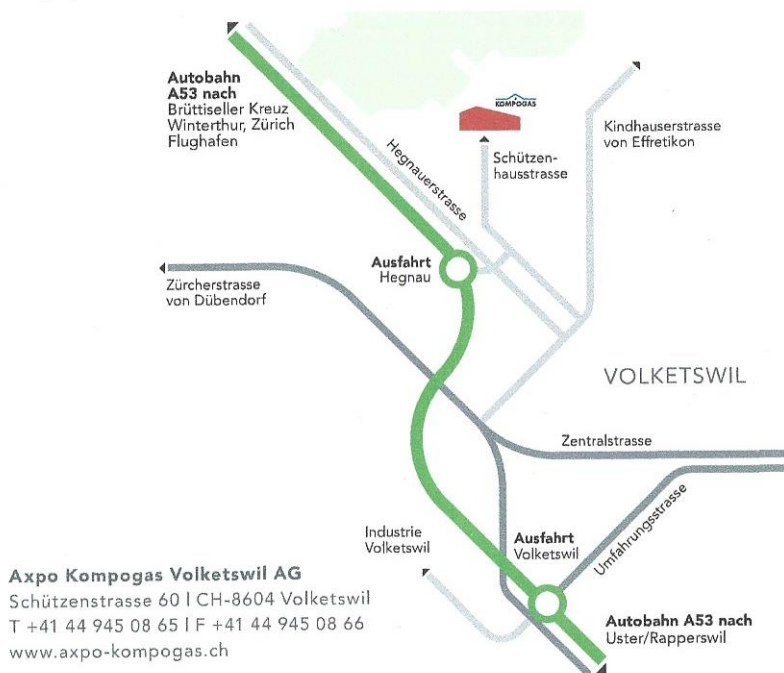 Autobahn
A53 nach
Brüttiseller Kreuz
Winterthur, Zürich
Flughafen
KOMPOGAS
Kindhauserstrasse
von Effretikon
Hegnauerstrasse
Schützen-
hausstrasse
Ausfahrt
Hegnau
Zürcherstrasse
von Dübendorf
VOLKETSWIL
Zentralstrasse
Umfahrungsstrasse
Industrie
Volketswil
Ausfahrt
Volketswil
Autobahn A53 nach
Uster/Rapperswil
Axpo Kompogas Volketswil AG
Schützenstrasse 60 | CH-8604 Volketswil
T +41 44 945 08 65 | F +41 44 945 08 66
www.axpo-kompogas.ch